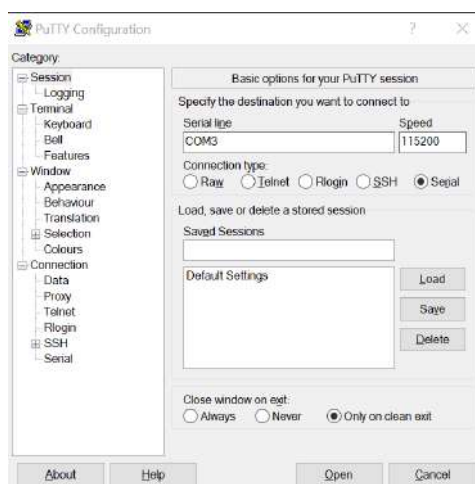 PuTTY Configuration
Category:
Session
Logging
Terminal
Keyboard
Bell
Features
Window
Appearance
Behaviour
Translation
Selection
Colours
Connection
Data
Proxy
Telnet
Rlogin
SSH
Serial
Basic options for your PuTTY session
Specify the destination you want to connect to
Serial line Speed
COM3 115200
Connection type:
Raw Telnet Rlogin SSH Serial
Load, save or delete a stored session
Saved Sessions
Default Settings
Load
Save
Delete
Close window on exit:
Always Never Only on clean exit
About Help Open Cancel